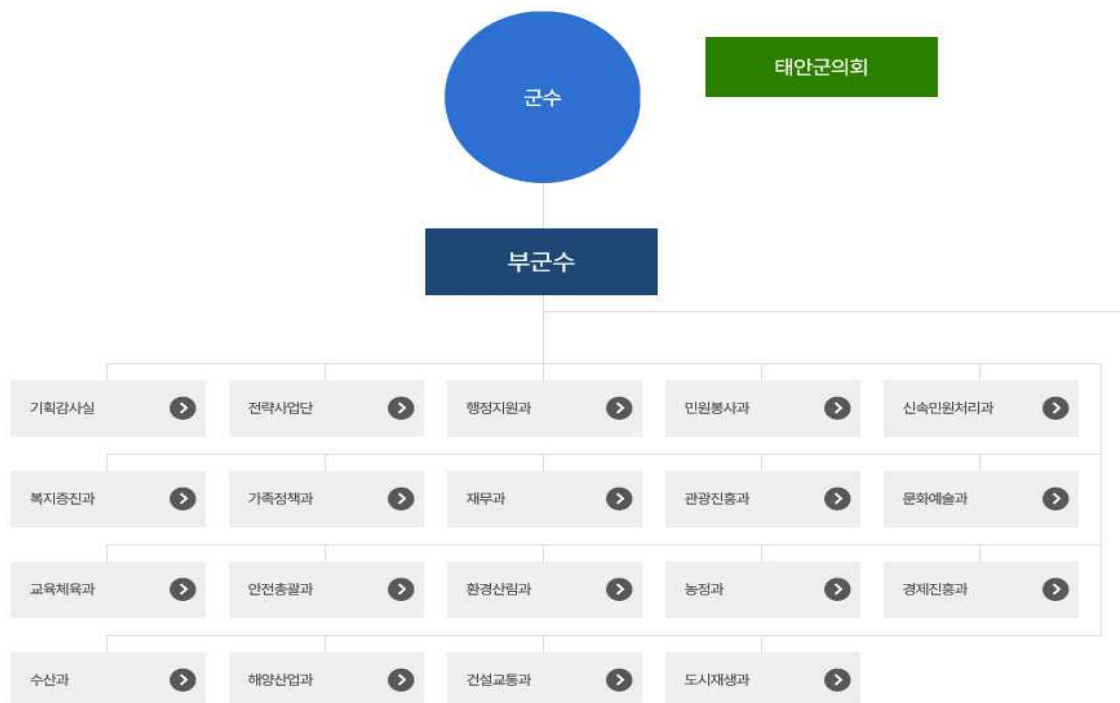 군수
태안군의회
부군수
기획감사실
전략사업단
행정지원과
민원봉사과
신속민원처리과
복지증진과
가족정책과
재무과
관광진흥과
문화예술과
교육체육과
안전총괄과
환경산림과
농정과
경제진흥과
수산과
해양산업과
건설교통과
도시재생과